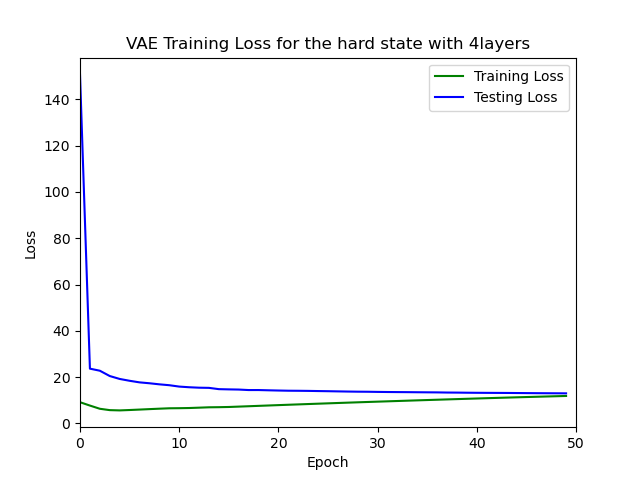 VAE Training Loss for the hard state with 4layers
Training Loss
Testing Loss
140
120
100
80
60
40
20
0
Loss
0 10 20 30 40 50
Epoch